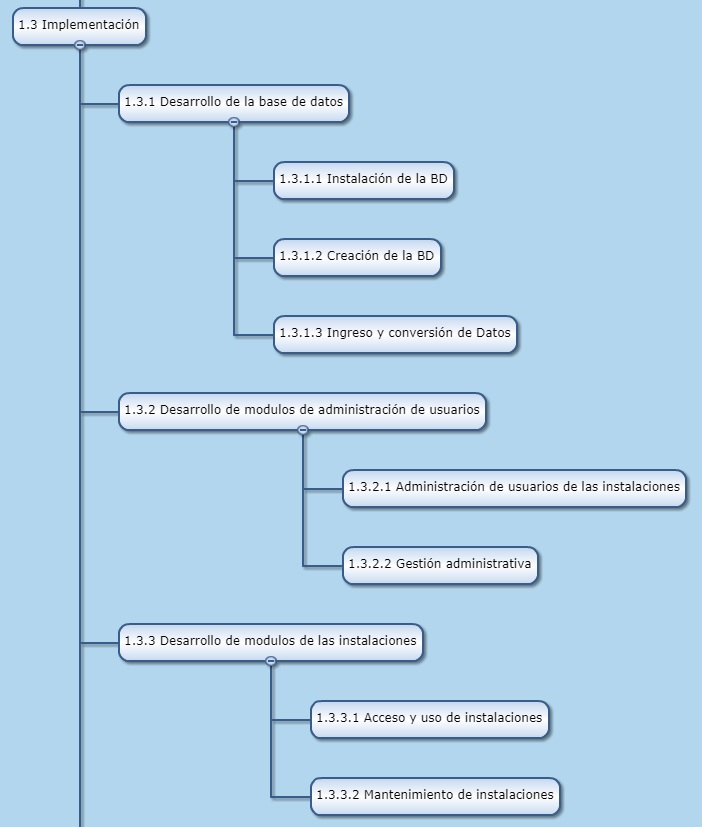 1.3 Implementación
1.3.1 Desarrollo de la base de datos
1.3.1.1 Instalación de la BD
1.3.1.2 Creación de la BD
1.3.1.3 Ingreso y conversión de Datos
1.3.2 Desarrollo de modulos de administración de usuarios
1.3.2.1 Administración de usuarios de las instalaciones
1.3.2.2 Gestión administrativa
1.3.3 Desarrollo de modulos de las instalaciones
1.3.3.1 Acceso y uso de instalaciones
1.3.3.2 Mantenimiento de instalaciones